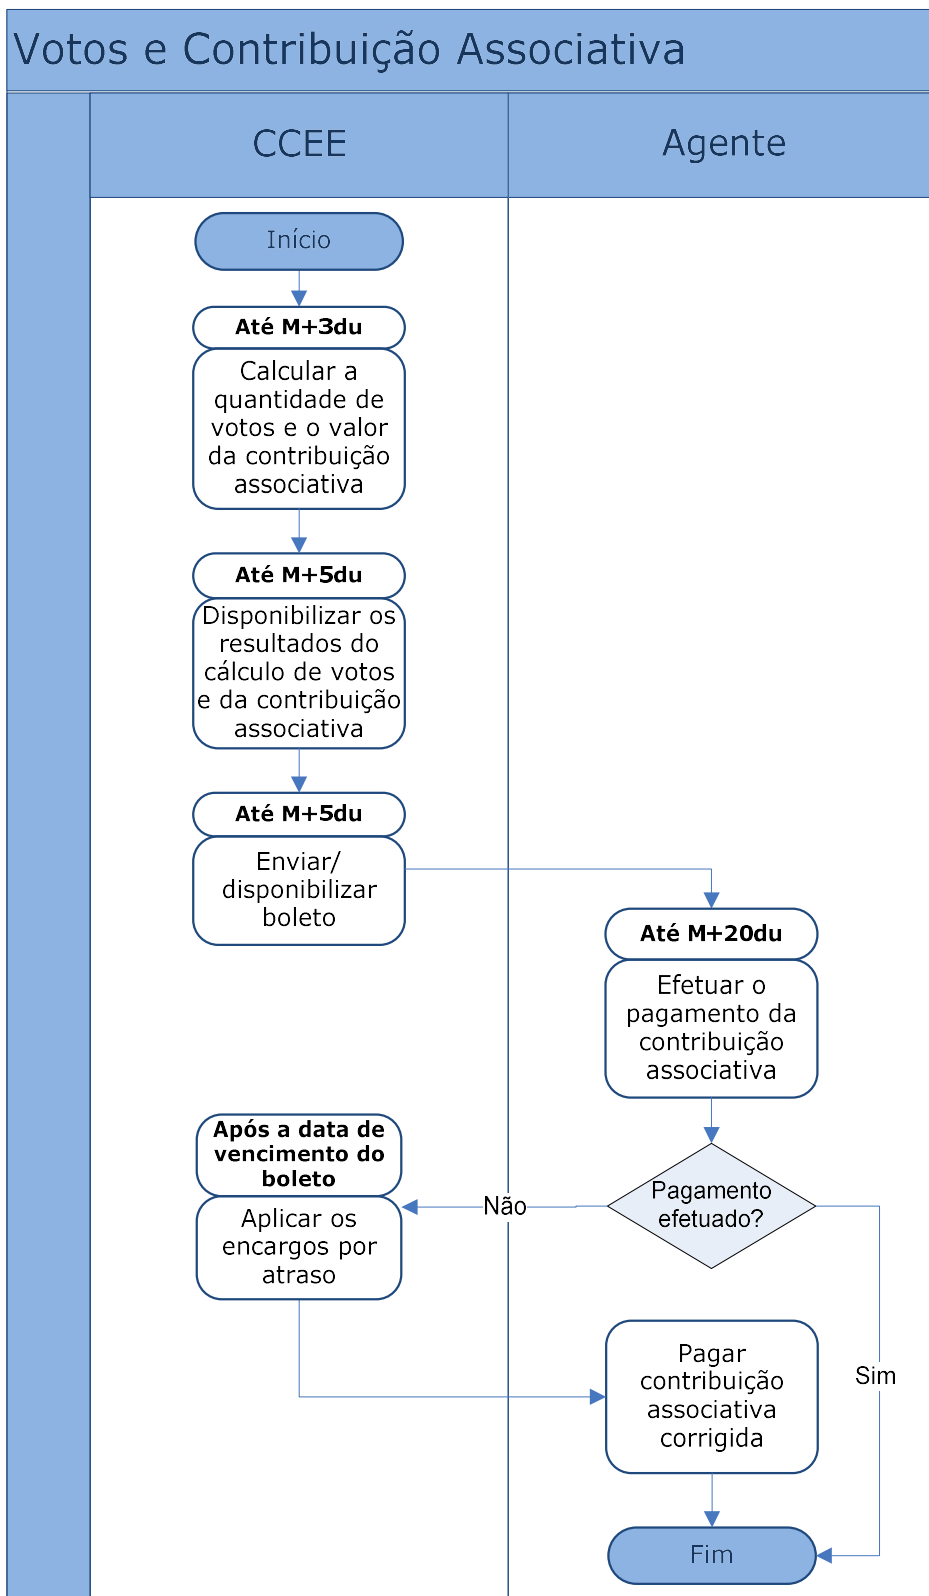 Votos e Contribuição Associativa
CCEE
Agente
Início
Até M+3du
Calcular a
quantidade de
votos e o valor
da contribuição
associativa
Até M+5du
Disponibilizar os
resultados do
cálculo de votos
e da contribuição
associativa
Até M+5du
Enviar/
disponibilizar
boleto
Até M+20du
Efetuar o
pagamento da
contribuição
associativa
Pagamento
efetuado?
Não
Após a data de
vencimento do
boleto
Aplicar os
encargos por
atraso
Sim
Pagar
contribuição
associativa
corrigida
Fim